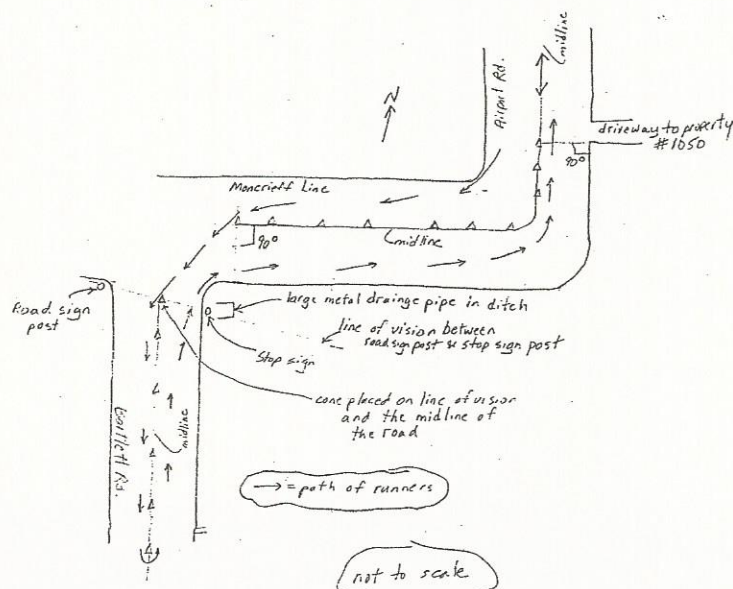 midline
N
Airport Rd.
driveway to property
#1050
90°
Moncrieff Line
90°
midline
Road sign
post
large metal drainge pipe in ditch
line of vision between
road sign post & stop sign post
Stop sign
cone placed on line of vision
and the midline of
the road
midline
Bartlett Rd.
→ = path of runners
not to scale